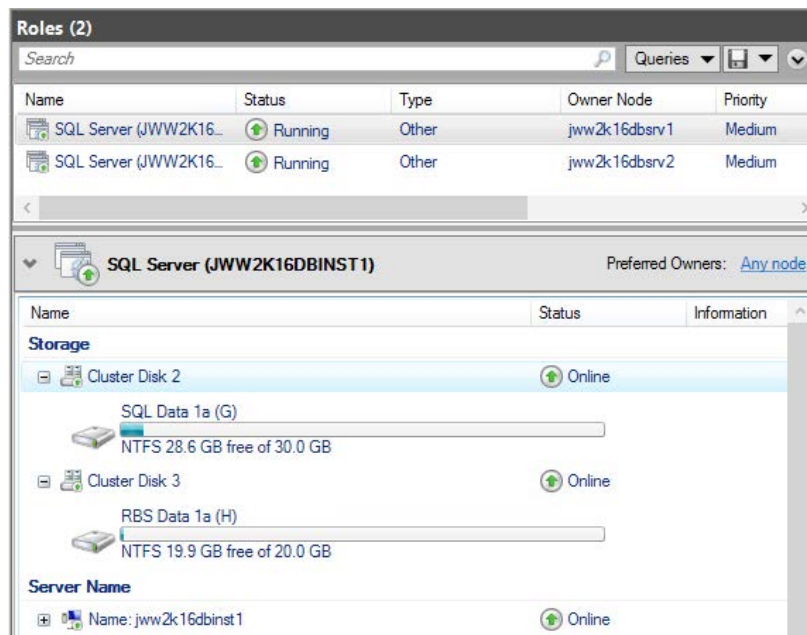 Roles (2)
Search
Queries
Name Status Type Owner Node Priority
SQL Server (JWW2K16... Running Other jww2k16dbsrv1 Medium
SQL Server (JWW2K16... Running Other jww2k16dbsrv2 Medium
SQL Server (JWW2K16DBINST1) Preferred Owners: Any node
Name Status Information
Storage
Cluster Disk 2 Online
SQL Data 1a (G)
NTFS 28.6 GB free of 30.0 GB
Cluster Disk 3 Online
RBS Data 1a (H)
NTFS 19.9 GB free of 20.0 GB
Server Name
Name: jww2k16dbinst1 Online